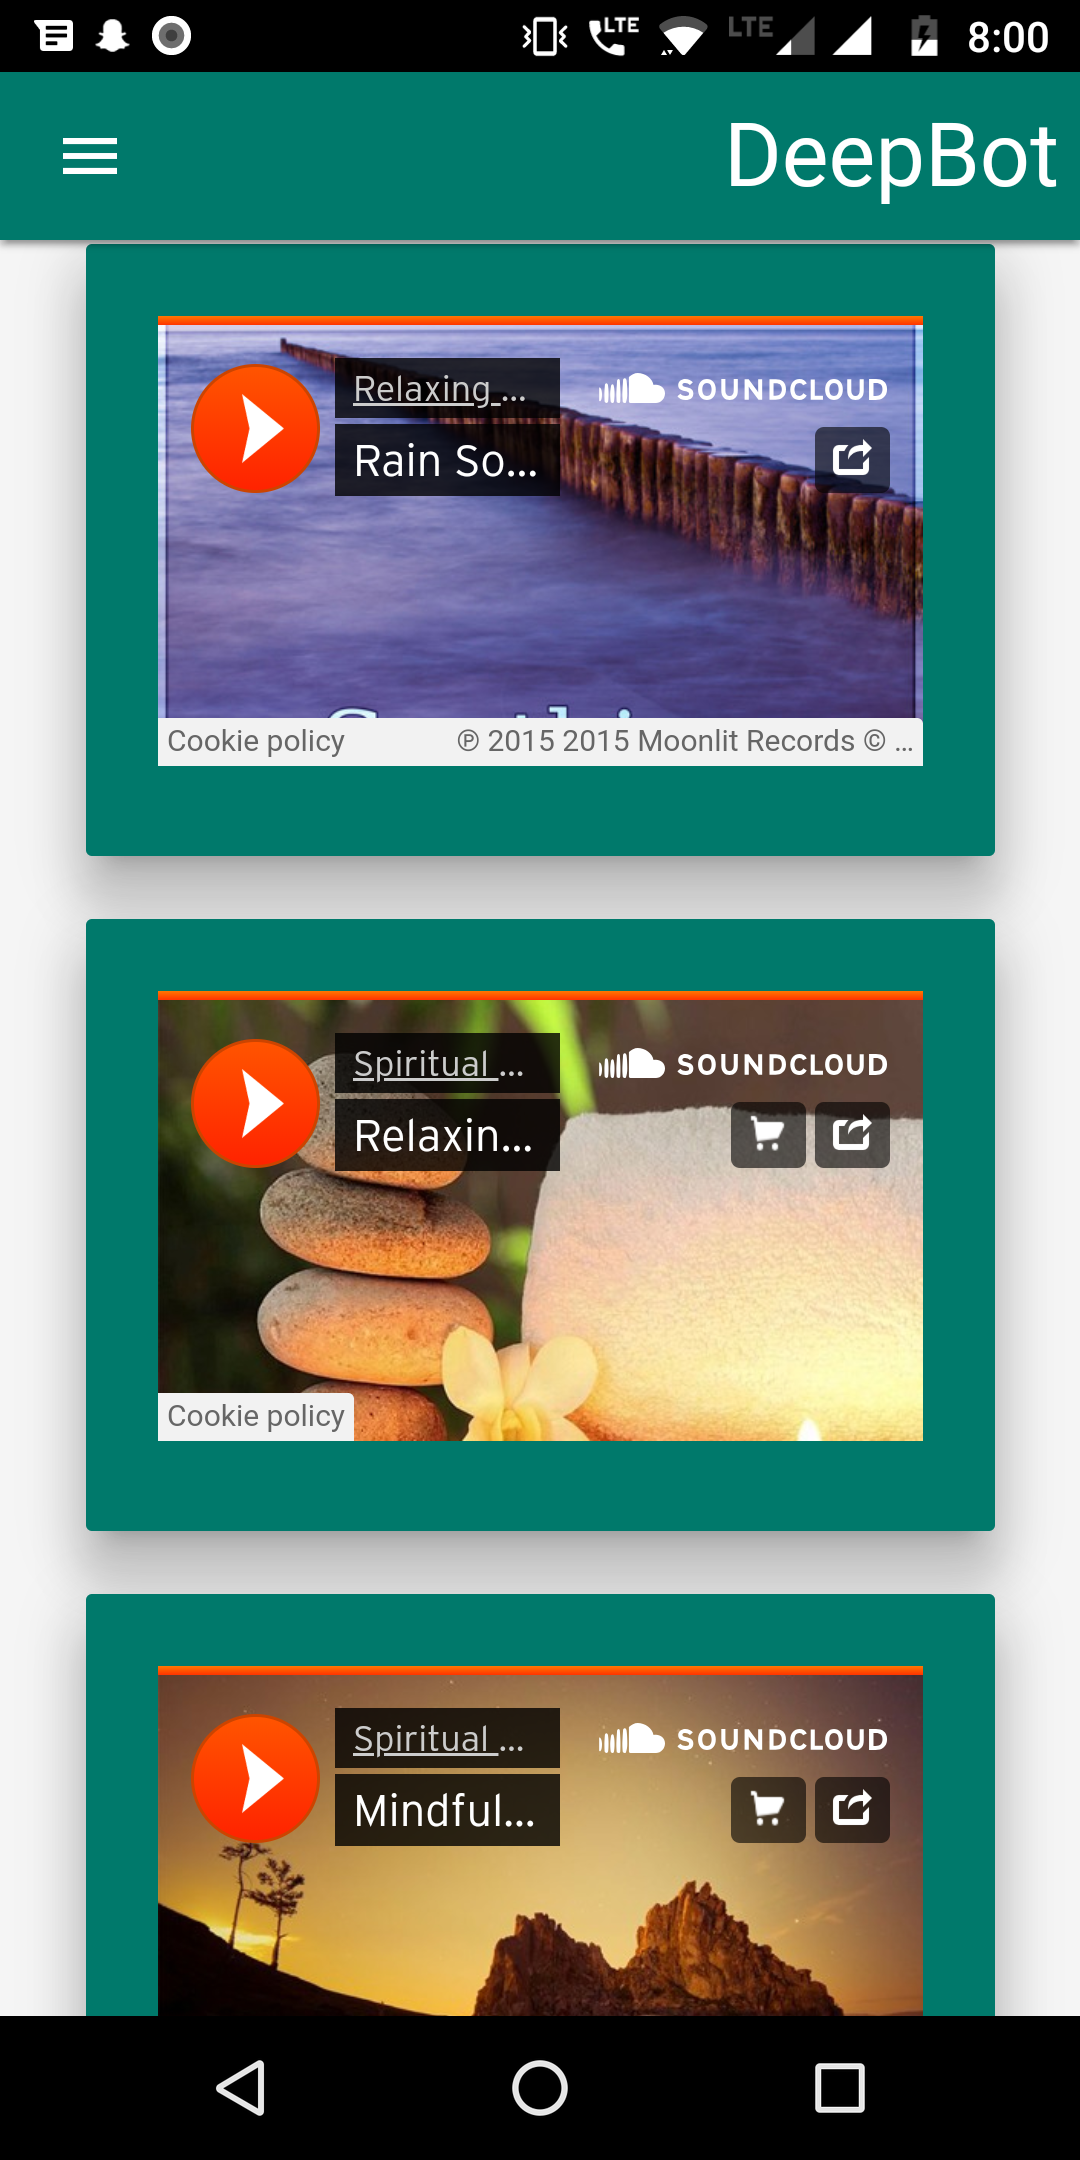 LTE LTE 8:00
DeepBot
Relaxing ...
SOUNDCLOUD
Rain So...
Cookie policy
℗ 2015 2015 Moonlit Records © ...
Spiritual ...
SOUNDCLOUD
Relaxin...
Cookie policy
Spiritual ...
SOUNDCLOUD
Mindful...